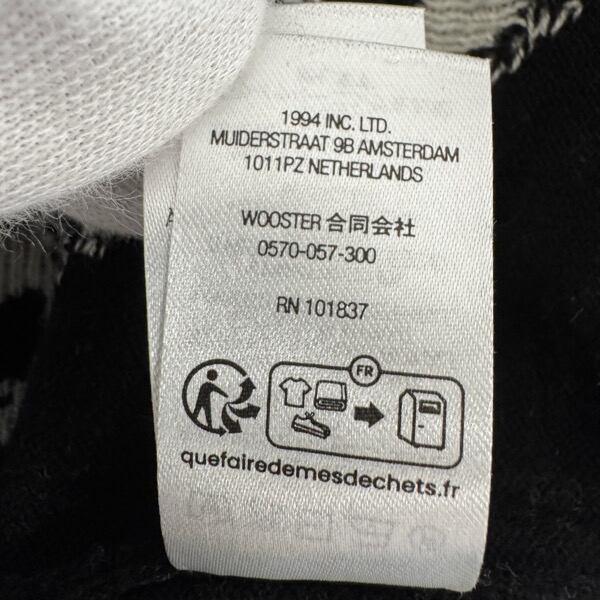 1994 INC. LTD.
MUIDERSTRAAT 9B AMSTERDAM
1011PZ NETHERLANDS
WOOSTER 合同会社
0570-057-300
RN 101837
FR
quefairedemesdechets.fr